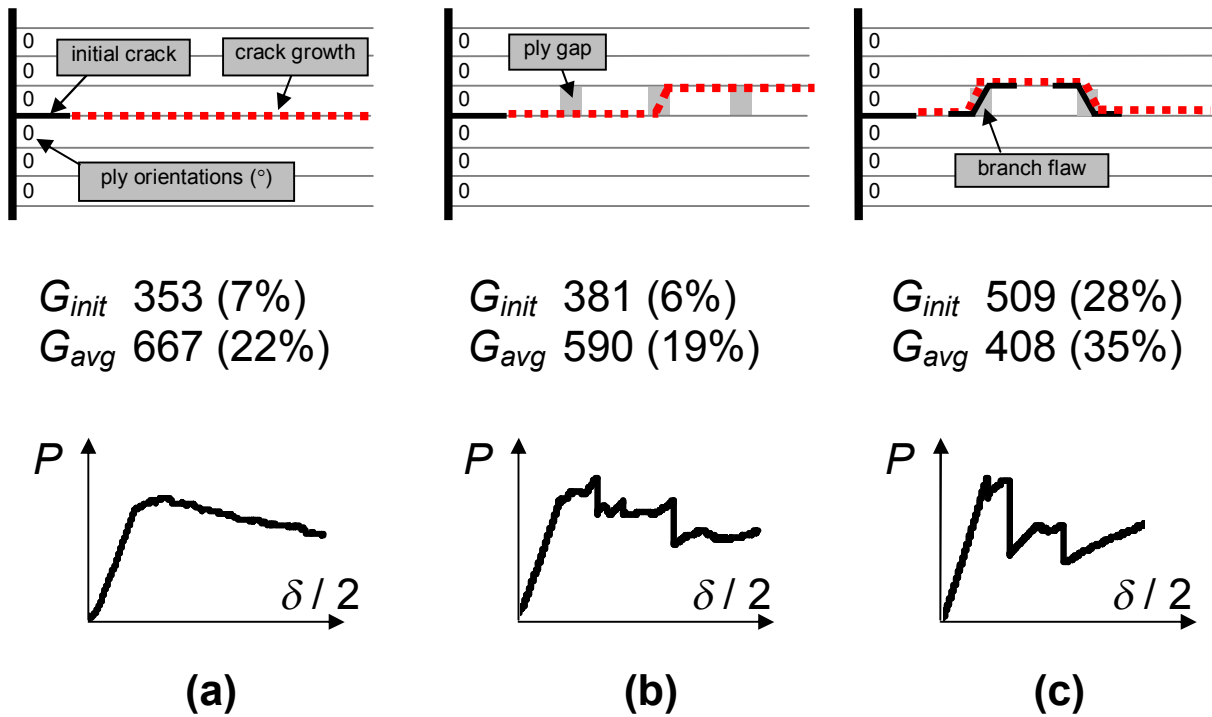 0
initial crack
crack growth
0
0
0
ply orientations (°)
0
0
0
ply gap
0
0
0
0
0
0
0
0
0
0
branch flaw
0
0
G_init 353 (7%)
G_avg 667 (22%)
G_init 381 (6%)
G_avg 590 (19%)
G_init 509 (28%)
G_avg 408 (35%)
P
δ / 2
P
δ / 2
P
δ / 2
(a)
(b)
(c)